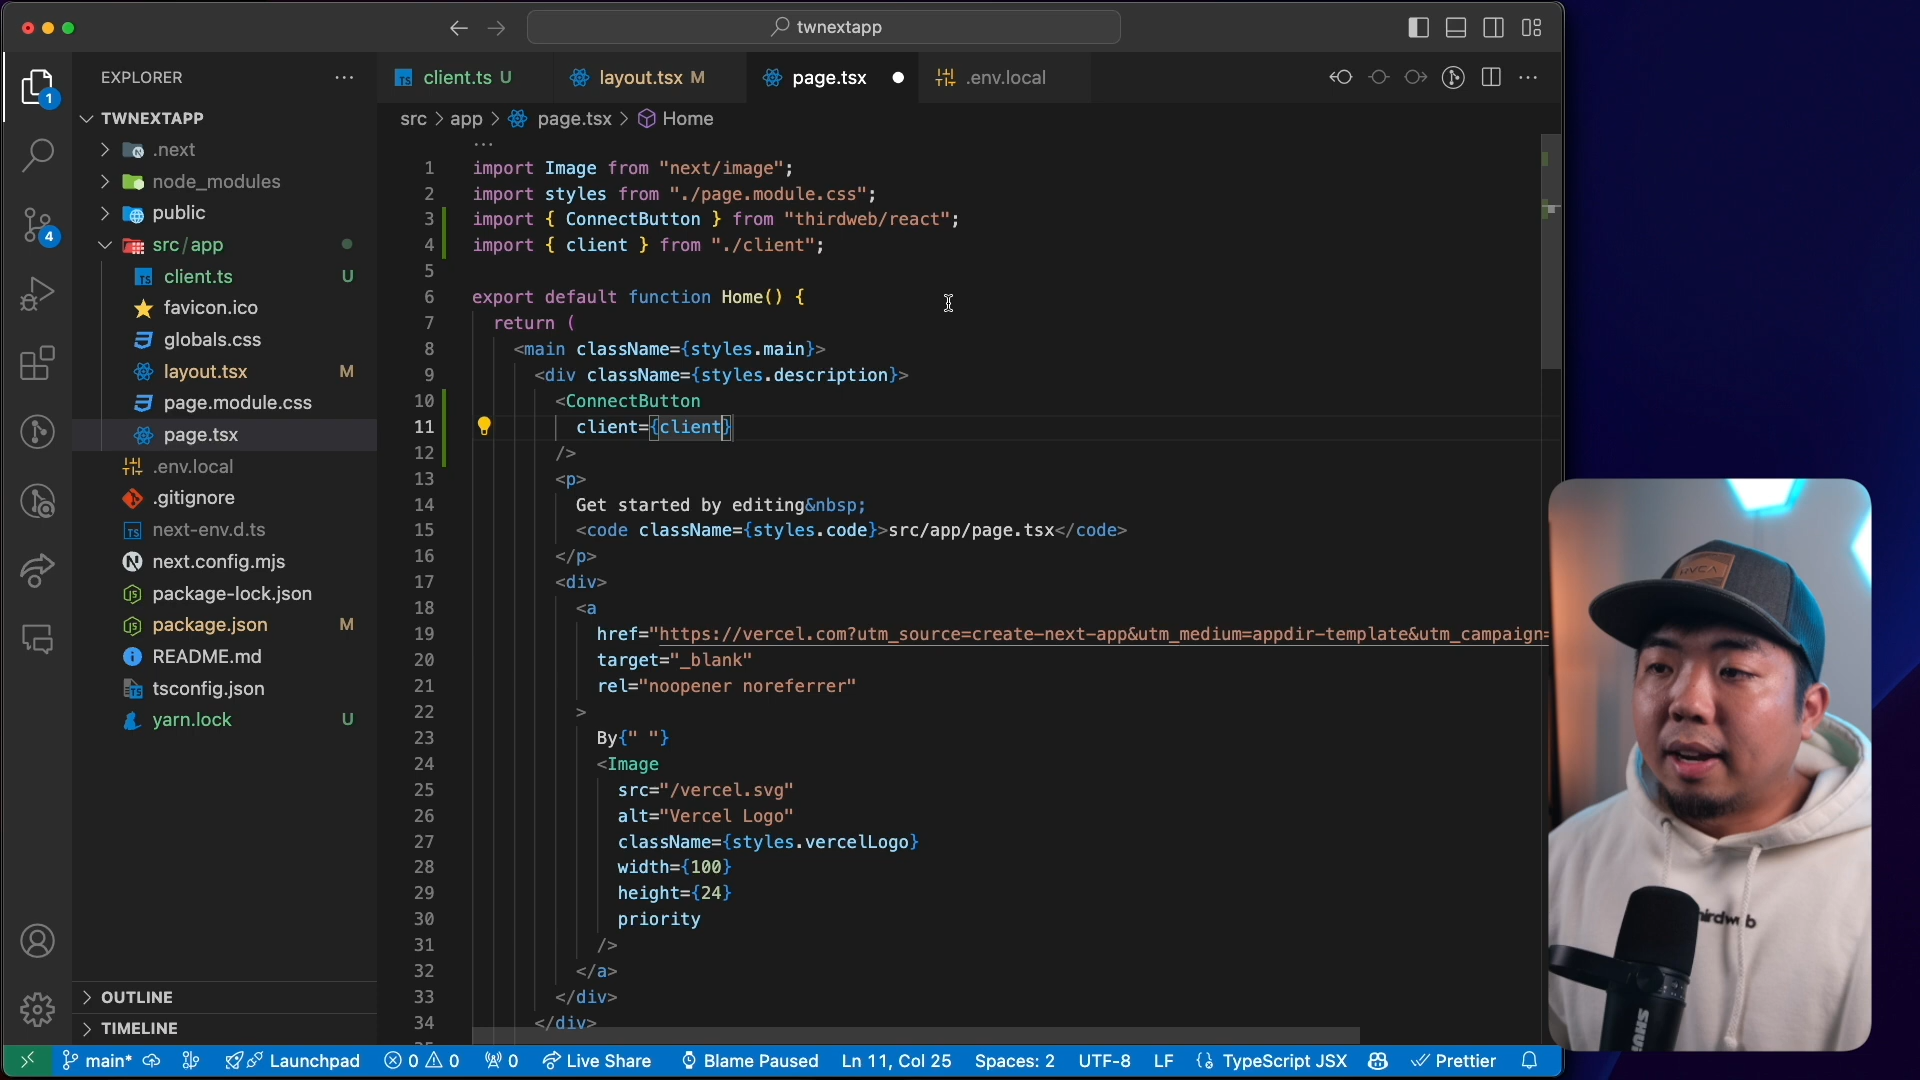 twnextapp
EXPLORER
client.ts U
layout.tsx M
page.tsx
.env.local
TWNEXTAPP
src > app > page.tsx > Home
.next
node_modules
public
src/app
client.ts U
favicon.ico
globals.css
layout.tsx M
page.module.css
page.tsx
.env.local
.gitignore
next-env.d.ts
next.config.mjs
package-lock.json
package.json M
README.md
tsconfig.json
yarn.lock U
OUTLINE
TIMELINE
1
4
...
1 import Image from "next/image";
2 import styles from "./page.module.css";
3 import { ConnectButton } from "thirdweb/react";
4 import { client } from "./client";
5
6 export default function Home() {
7 return (
8 <main className={styles.main}>
9 <div className={styles.description}>
10 <ConnectButton
11 client={client}
12 />
13 <p>
14 Get started by editing&nbsp;
15 <code className={styles.code}>src/app/page.tsx</code>
16 </p>
17 <div>
18 <a
19 href="https://vercel.com?utm_source=create-next-app&utm_medium=appdir-template&utm_campaign=
20 target="_blank"
21 rel="noopener noreferrer"
22 >
23 By{" "}
24 <Image
25 src="/vercel.svg"
26 alt="Vercel Logo"
27 className={styles.vercelLogo}
28 width={100}
29 height={24}
30 priority
31 />
32 </a>
33 </div>
34 </div>
main* Launchpad 0 0 0 Live Share Blame Paused Ln 11, Col 25 Spaces: 2 UTF-8 LF TypeScript JSX Prettier
HVCA
hirdweb
SHU